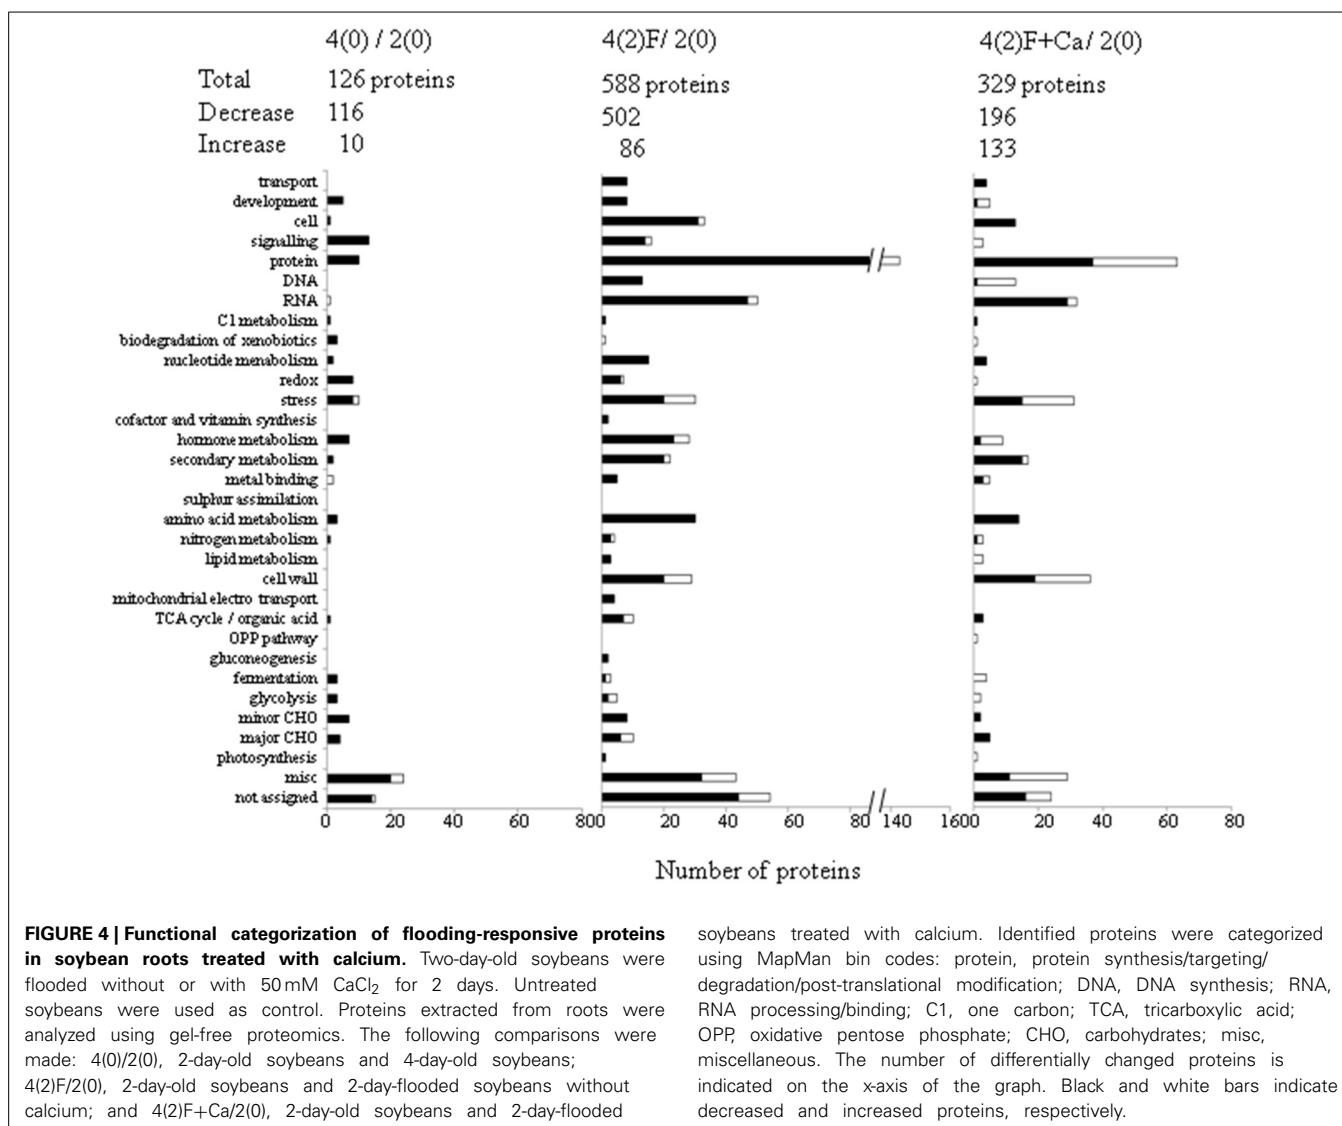 4(0) / 2(0) 4(2)F/ 2(0) 4(2)F+Ca/ 2(0)
Total 126 proteins 588 proteins 329 proteins
Decrease 116 502 196
Increase 10 86 133
transport
development
cell
signalling
protein
DNA
RNA
C1 metabolism
biodegradation of xenobiotics
nucleotide menabolism
redox
stress
cofactor and vitamin synthesis
hormone metabolism
secondary metabolism
metal binding
sulphur assimilation
amino acid metabolism
nitrogen metabolism
lipid metabolism
cell wall
mitochondrial electro transport
TCA cycle / organic acid
OPP pathway
gluconeogenesis
fermentation
glycolysis
minor CHO
major CHO
photosynthesis
misc
not assigned
0 20 40 60 80 0 20 40 60 80 140 160 0 20 40 60 80
Number of proteins
FIGURE 4 | Functional categorization of flooding-responsive proteins
in soybean roots treated with calcium. Two-day-old soybeans were
flooded without or with 50 mM CaCl₂ for 2 days. Untreated
soybeans were used as control. Proteins extracted from roots were
analyzed using gel-free proteomics. The following comparisons were
made: 4(0)/2(0), 2-day-old soybeans and 4-day-old soybeans;
4(2)F/2(0), 2-day-old soybeans and 2-day-flooded soybeans without
calcium; and 4(2)F+Ca/2(0), 2-day-old soybeans and 2-day-flooded
soybeans treated with calcium. Identified proteins were categorized
using MapMan bin codes: protein, protein synthesis/targeting/
degradation/post-translational modification; DNA, DNA synthesis; RNA,
RNA processing/binding; C1, one carbon; TCA, tricarboxylic acid;
OPP, oxidative pentose phosphate; CHO, carbohydrates; misc,
miscellaneous. The number of differentially changed proteins is
indicated on the x-axis of the graph. Black and white bars indicate
decreased and increased proteins, respectively.